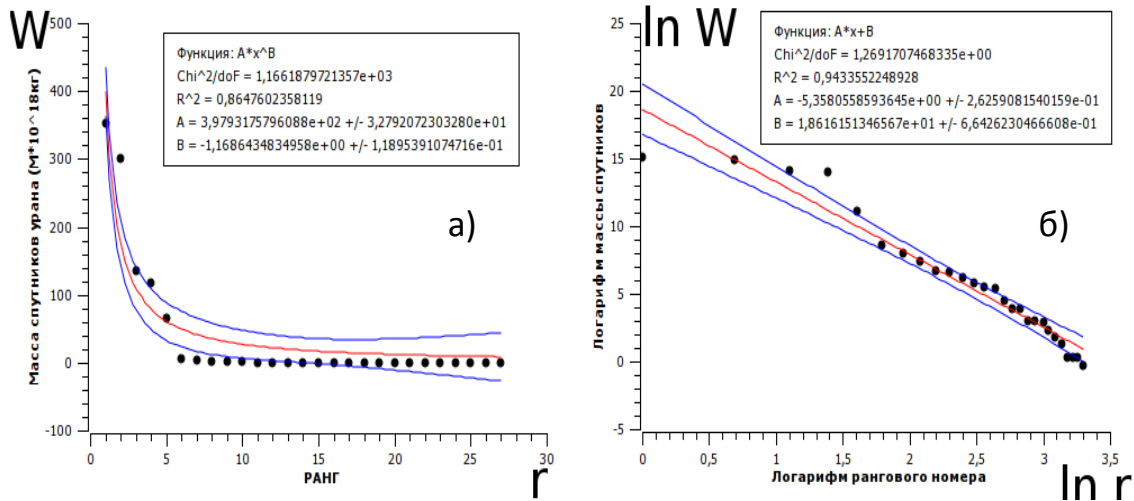 W
500
400
300
200
100
0
-100
Масса спутников урана (М*10^18кг)
Функция: A*x^B
Chi^2/doF = 1,1661879721357e+03
R^2 = 0,8647602358119
A = 3,9793175796088e+02 +/- 3,2792072303280e+01
B = -1,1686434834958e+00 +/- 1,1895391074716e-01
а)
0 5 10 15 20 25 30
РАНГ
r
ln W
25
20
15
10
5
0
-5
Логарифм массы спутников
Функция: A*x+B
Chi^2/doF = 1,2691707468335e+00
R^2 = 0,9433552248928
A = -5,3580558593645e+00 +/- 2,6259081540159e-01
B = 1,8616151346567e+01 +/- 6,6426230466608e-01
б)
0 0,5 1 1,5 2 2,5 3 3,5
Логарифм рангового номера
ln r